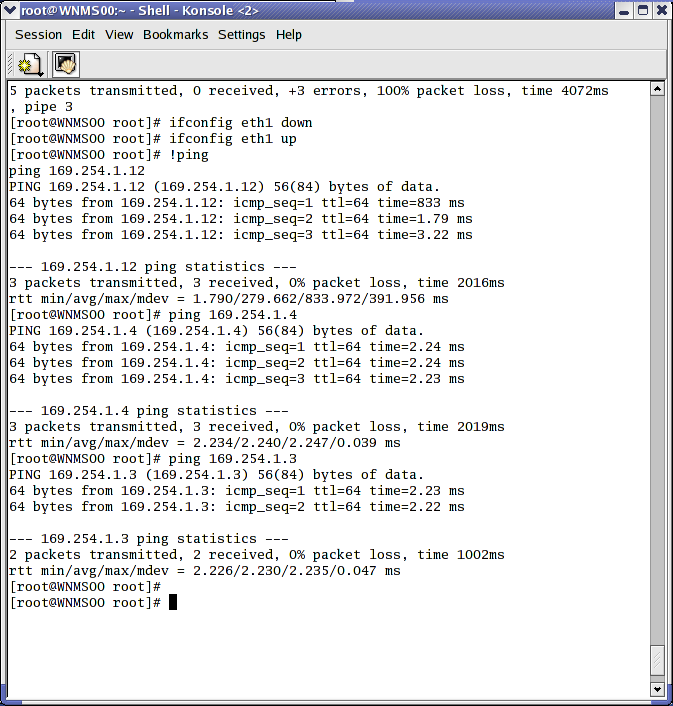 root@WNMS00:~ - Shell - Konsole <2>
Session Edit View Bookmarks Settings Help
5 packets transmitted, 0 received, +3 errors, 100% packet loss, time 4072ms
, pipe 3
[root@WNMS00 root]# ifconfig eth1 down
[root@WNMS00 root]# ifconfig eth1 up
[root@WNMS00 root]# !ping
ping 169.254.1.12
PING 169.254.1.12 (169.254.1.12) 56(84) bytes of data.
64 bytes from 169.254.1.12: icmp_seq=1 ttl=64 time=833 ms
64 bytes from 169.254.1.12: icmp_seq=2 ttl=64 time=1.79 ms
64 bytes from 169.254.1.12: icmp_seq=3 ttl=64 time=3.22 ms
--- 169.254.1.12 ping statistics ---
3 packets transmitted, 3 received, 0% packet loss, time 2016ms
rtt min/avg/max/mdev = 1.790/279.662/833.972/391.956 ms
[root@WNMS00 root]# ping 169.254.1.4
PING 169.254.1.4 (169.254.1.4) 56(84) bytes of data.
64 bytes from 169.254.1.4: icmp_seq=1 ttl=64 time=2.24 ms
64 bytes from 169.254.1.4: icmp_seq=2 ttl=64 time=2.24 ms
64 bytes from 169.254.1.4: icmp_seq=3 ttl=64 time=2.23 ms
--- 169.254.1.4 ping statistics ---
3 packets transmitted, 3 received, 0% packet loss, time 2019ms
rtt min/avg/max/mdev = 2.234/2.240/2.247/0.039 ms
[root@WNMS00 root]# ping 169.254.1.3
PING 169.254.1.3 (169.254.1.3) 56(84) bytes of data.
64 bytes from 169.254.1.3: icmp_seq=1 ttl=64 time=2.23 ms
64 bytes from 169.254.1.3: icmp_seq=2 ttl=64 time=2.22 ms
--- 169.254.1.3 ping statistics ---
2 packets transmitted, 2 received, 0% packet loss, time 1002ms
rtt min/avg/max/mdev = 2.226/2.230/2.235/0.047 ms
[root@WNMS00 root]#
[root@WNMS00 root]#